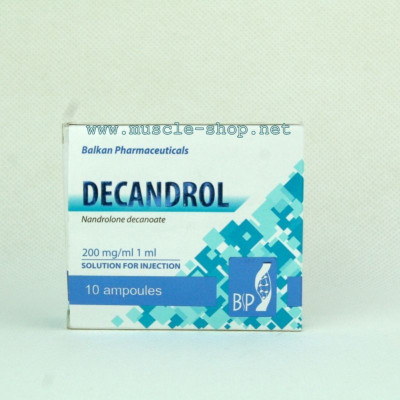 www.muscle-shop.net
Balkan Pharmaceuticals
DECANDROL
Nandrolone decanoate
200 mg/ml 1 ml
SOLUTION FOR INJECTION
10 ampoules
B|P